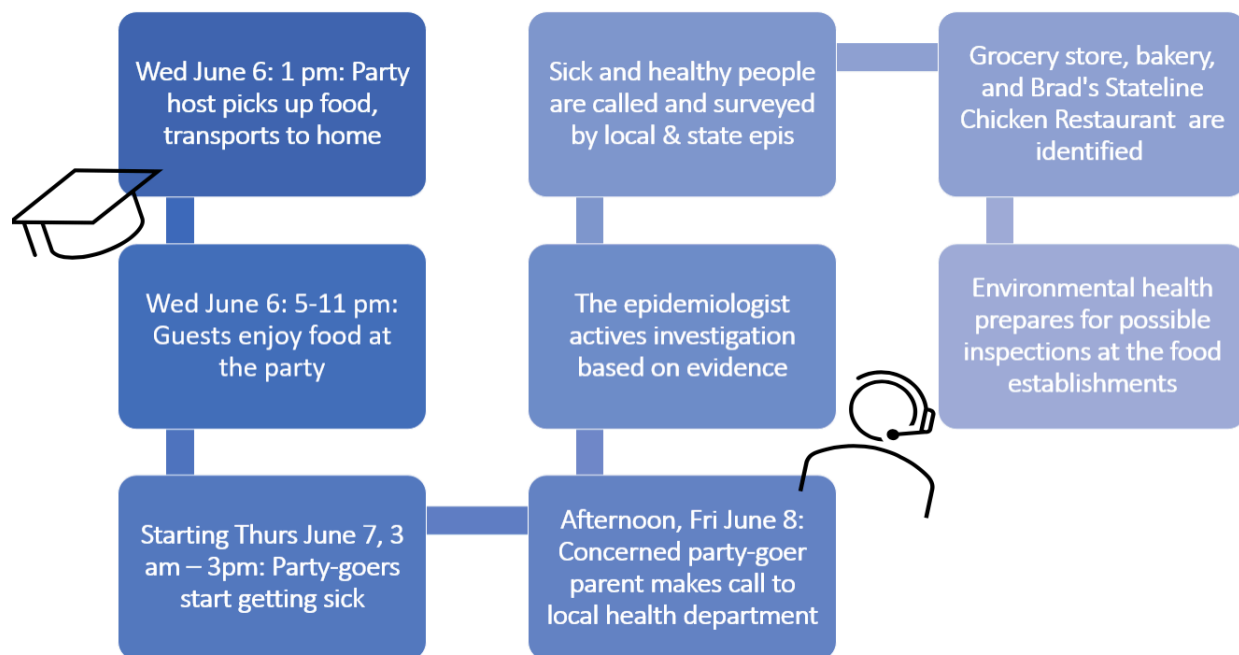 Wed June 6: 1 pm: Party
host picks up food,
transports to home
Wed June 6: 5-11 pm:
Guests enjoy food at
the party
Starting Thurs June 7, 3
am – 3pm: Party-goers
start getting sick
Afternoon, Fri June 8:
Concerned party-goer
parent makes call to
local health department
The epidemiologist
actives investigation
based on evidence
Sick and healthy people
are called and surveyed
by local & state epis
Grocery store, bakery,
and Brad's Stateline
Chicken Restaurant are
identified
Environmental health
prepares for possible
inspections at the food
establishments